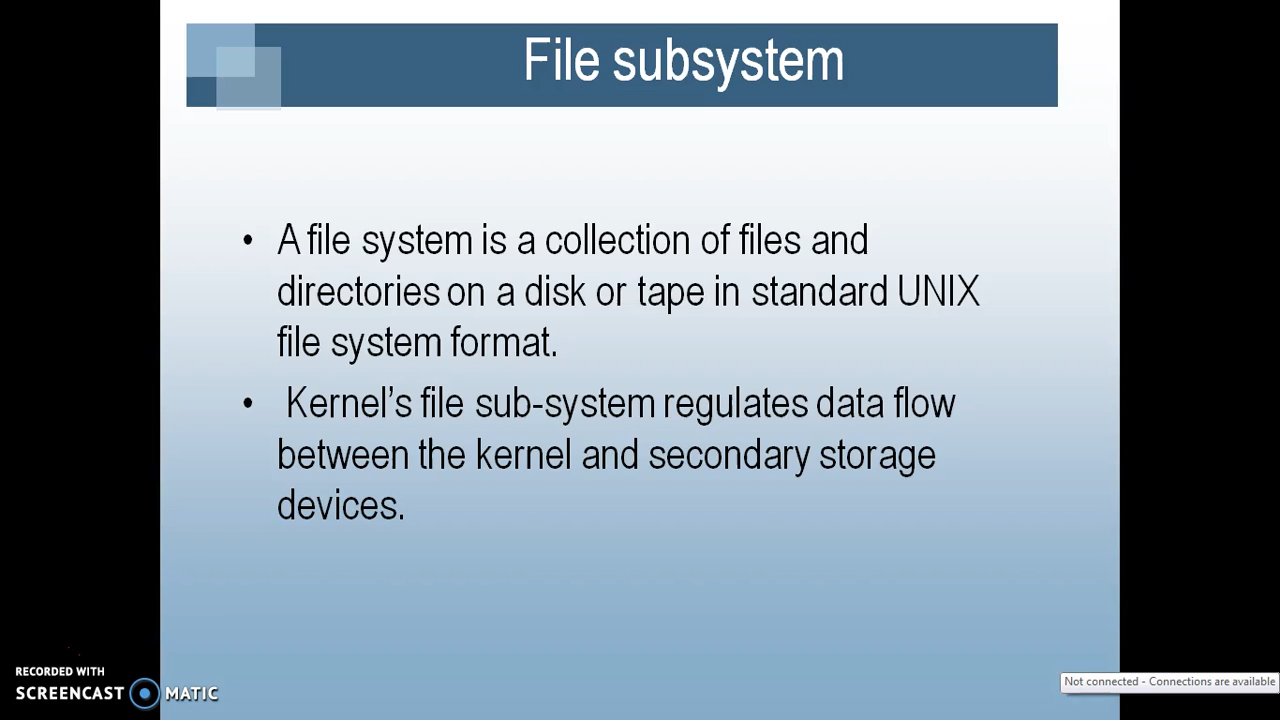 File subsystem
• A file system is a collection of files and
directories on a disk or tape in standard UNIX
file system format.
• Kernel’s file sub-system regulates data flow
between the kernel and secondary storage
devices.
RECORDED WITH
SCREENCAST MATIC
Not connected - Connections are available